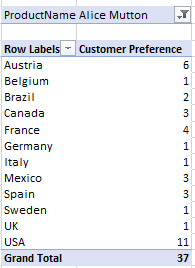 ProductName Alice Mutton
Row Labels Customer Preference
Austria 6
Belgium 1
Brazil 2
Canada 3
France 4
Germany 1
Italy 1
Mexico 3
Spain 3
Sweden 1
UK 1
USA 11
Grand Total 37